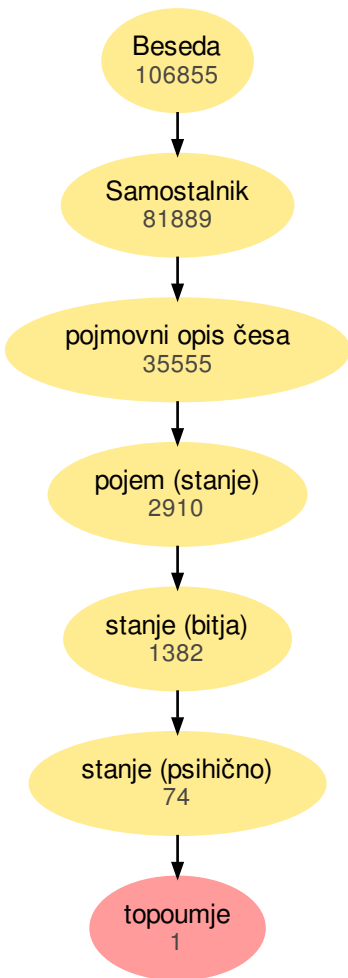 Beseda
106855
Samostalnik
81889
pojmovni opis česa
35555
pojem (stanje)
2910
stanje (bitja)
1382
stanje (psihično)
74
topoumje
1